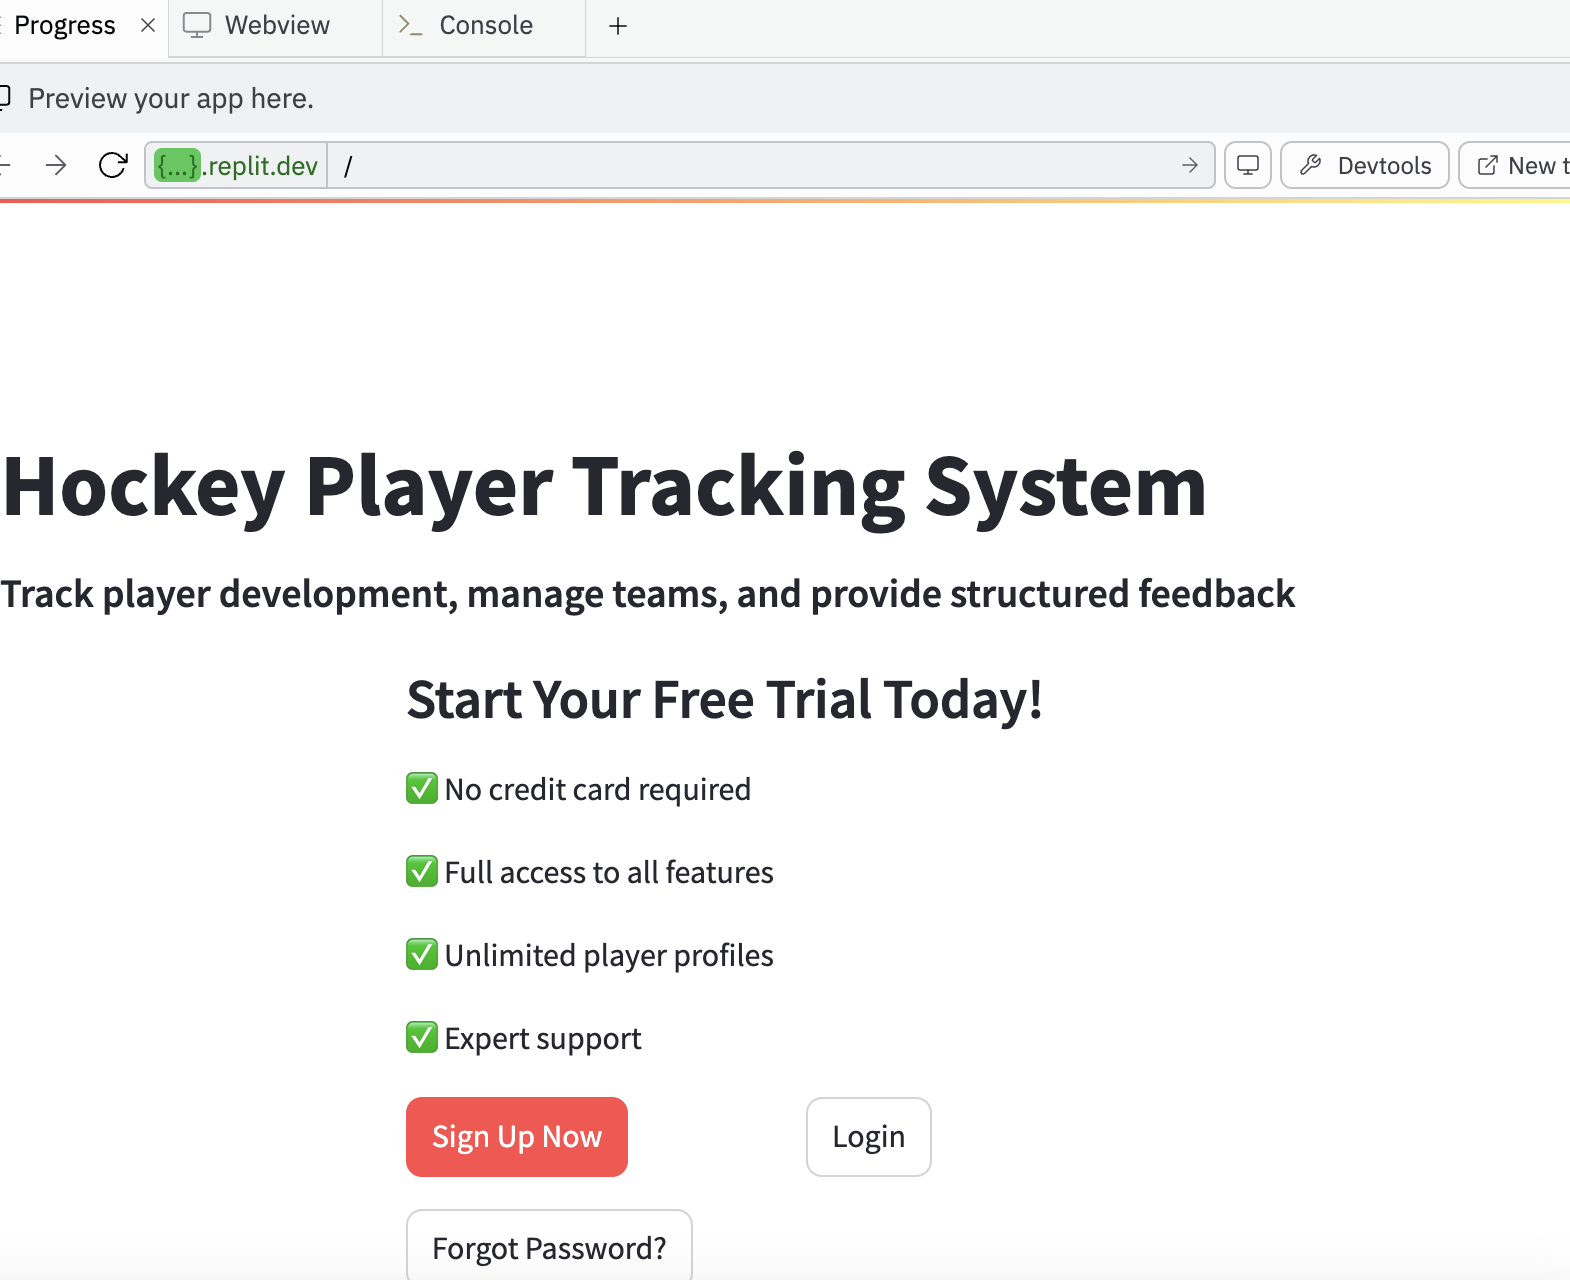 Progress
Webview
>_ Console
Preview your app here.
{...}.replit.dev /
Devtools
New t
Hockey Player Tracking System
Track player development, manage teams, and provide structured feedback
Start Your Free Trial Today!
✅ No credit card required
✅ Full access to all features
✅ Unlimited player profiles
✅ Expert support
Sign Up Now
Login
Forgot Password?